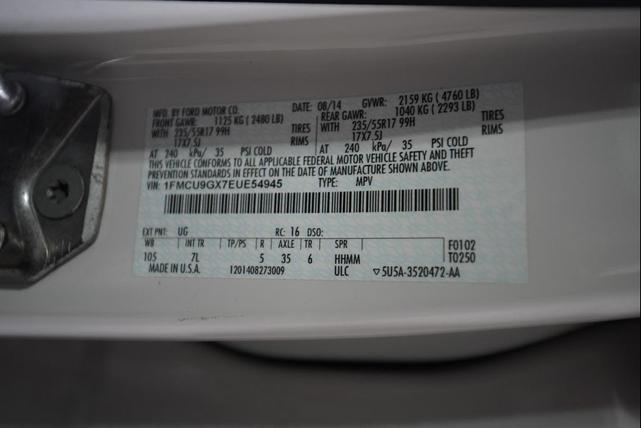 MFD. BY FORD MOTOR CO.
DATE: 08/14 GVWR: 2159 KG ( 4760 LB)
FRONT GAWR: 1125 KG ( 2480 LB)
REAR GAWR: 1040 KG ( 2293 LB)
WITH 235/55R17 99H TIRES
17X7.5J RIMS
AT 240 kPa/ 35 PSI COLD
WITH 235/55R17 99H TIRES
17X7.5J RIMS
AT 240 kPa/ 35 PSI COLD
THIS VEHICLE CONFORMS TO ALL APPLICABLE FEDERAL MOTOR VEHICLE SAFETY AND THEFT
PREVENTION STANDARDS IN EFFECT ON THE DATE OF MANUFACTURE SHOWN ABOVE.
VIN: 1FMCU9GX7EUE54945 TYPE: MPV
EXT PNT: UG RC: 16 DSO:
WB INT TR TP/PS R AXLE TR SPR F0102
105 7L 5 35 6 HHMM T0250
MADE IN U.S.A. 1201408273009 ULC ▽5U5A-3520472-AA